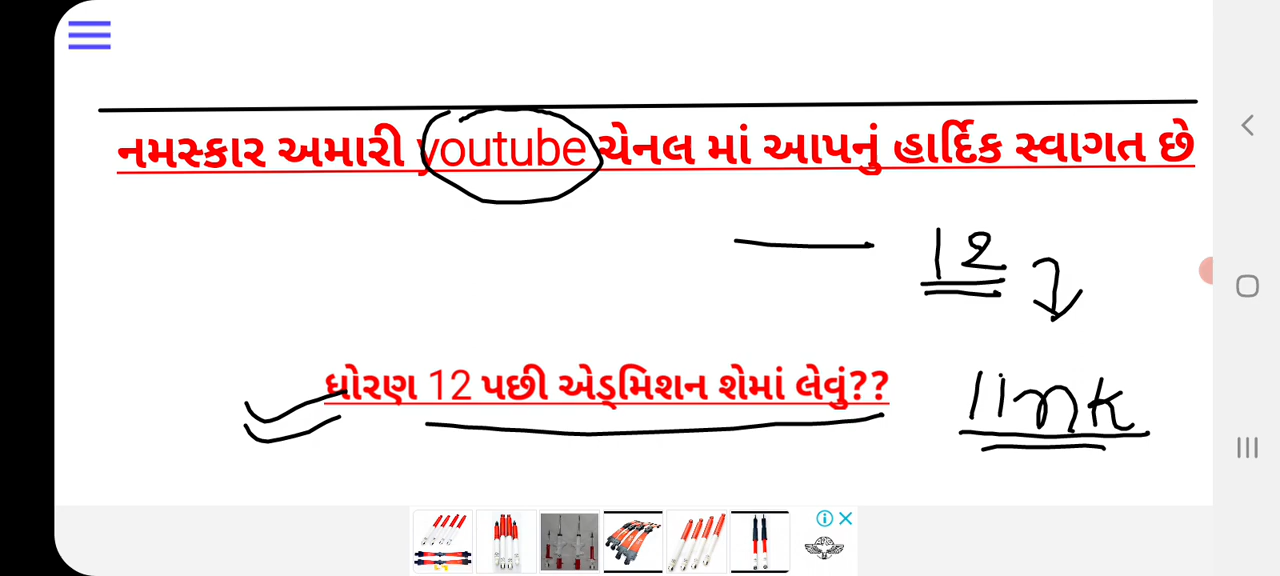 નમસ્કાર અમારી youtube ચેનલ માં આપનું હાર્દિક સ્વાગત છે
12
ધોરણ 12 પછી એડ્મિશન શેમાં લેવું??
link